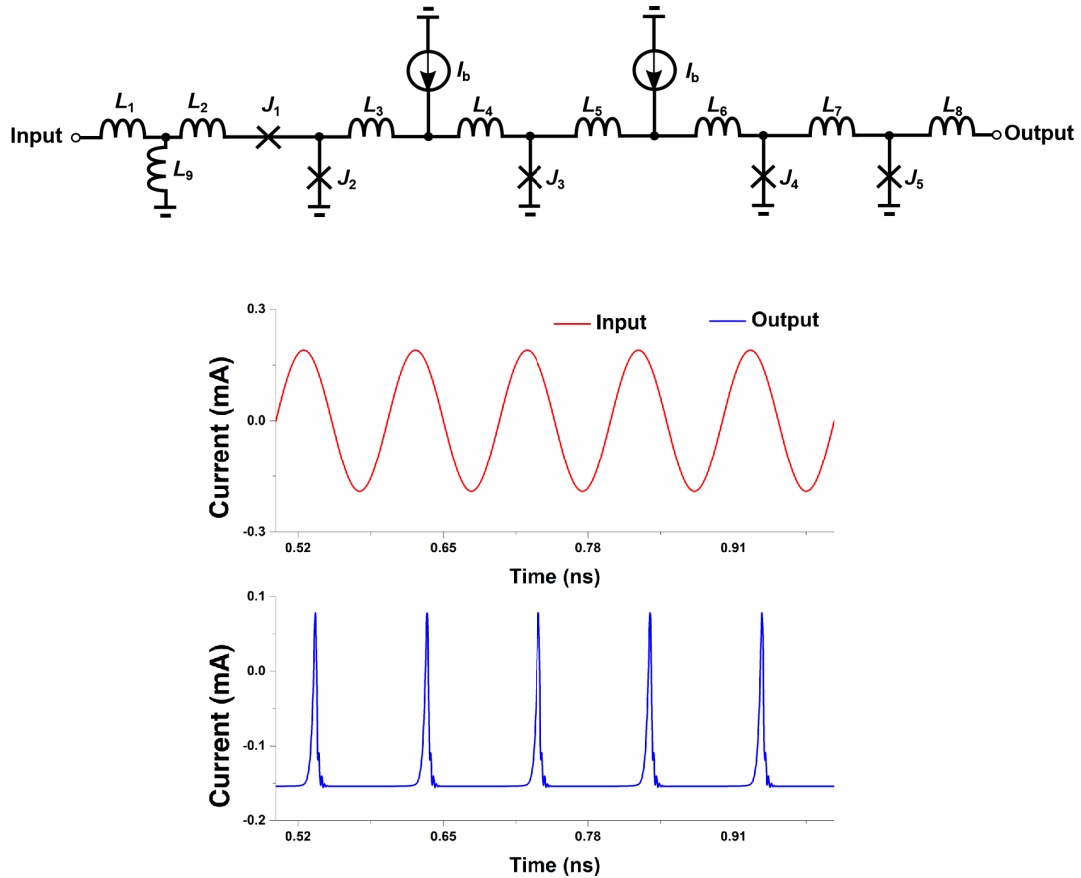 Ib Ib
L1 L2 J1 L3 L4 L5 L6 L7 L8
Input Output
L9 J2 J3 J4 J5
0.3
Input Output
0.0
-0.3
Current (mA)
0.52 0.65 0.78 0.91
Time (ns)
0.1
0.0
-0.1
-0.2
Current (mA)
0.52 0.65 0.78 0.91
Time (ns)